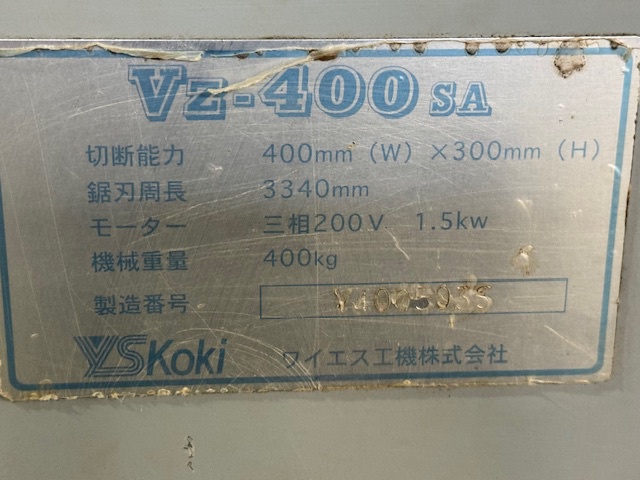 VZ-400 SA
切断能力 400mm（W）×300mm（H）
鋸刃周長 3340mm
モーター 三相200V 1.5kw
機械重量 400kg
製造番号
YS Koki ワイエス工機株式会社